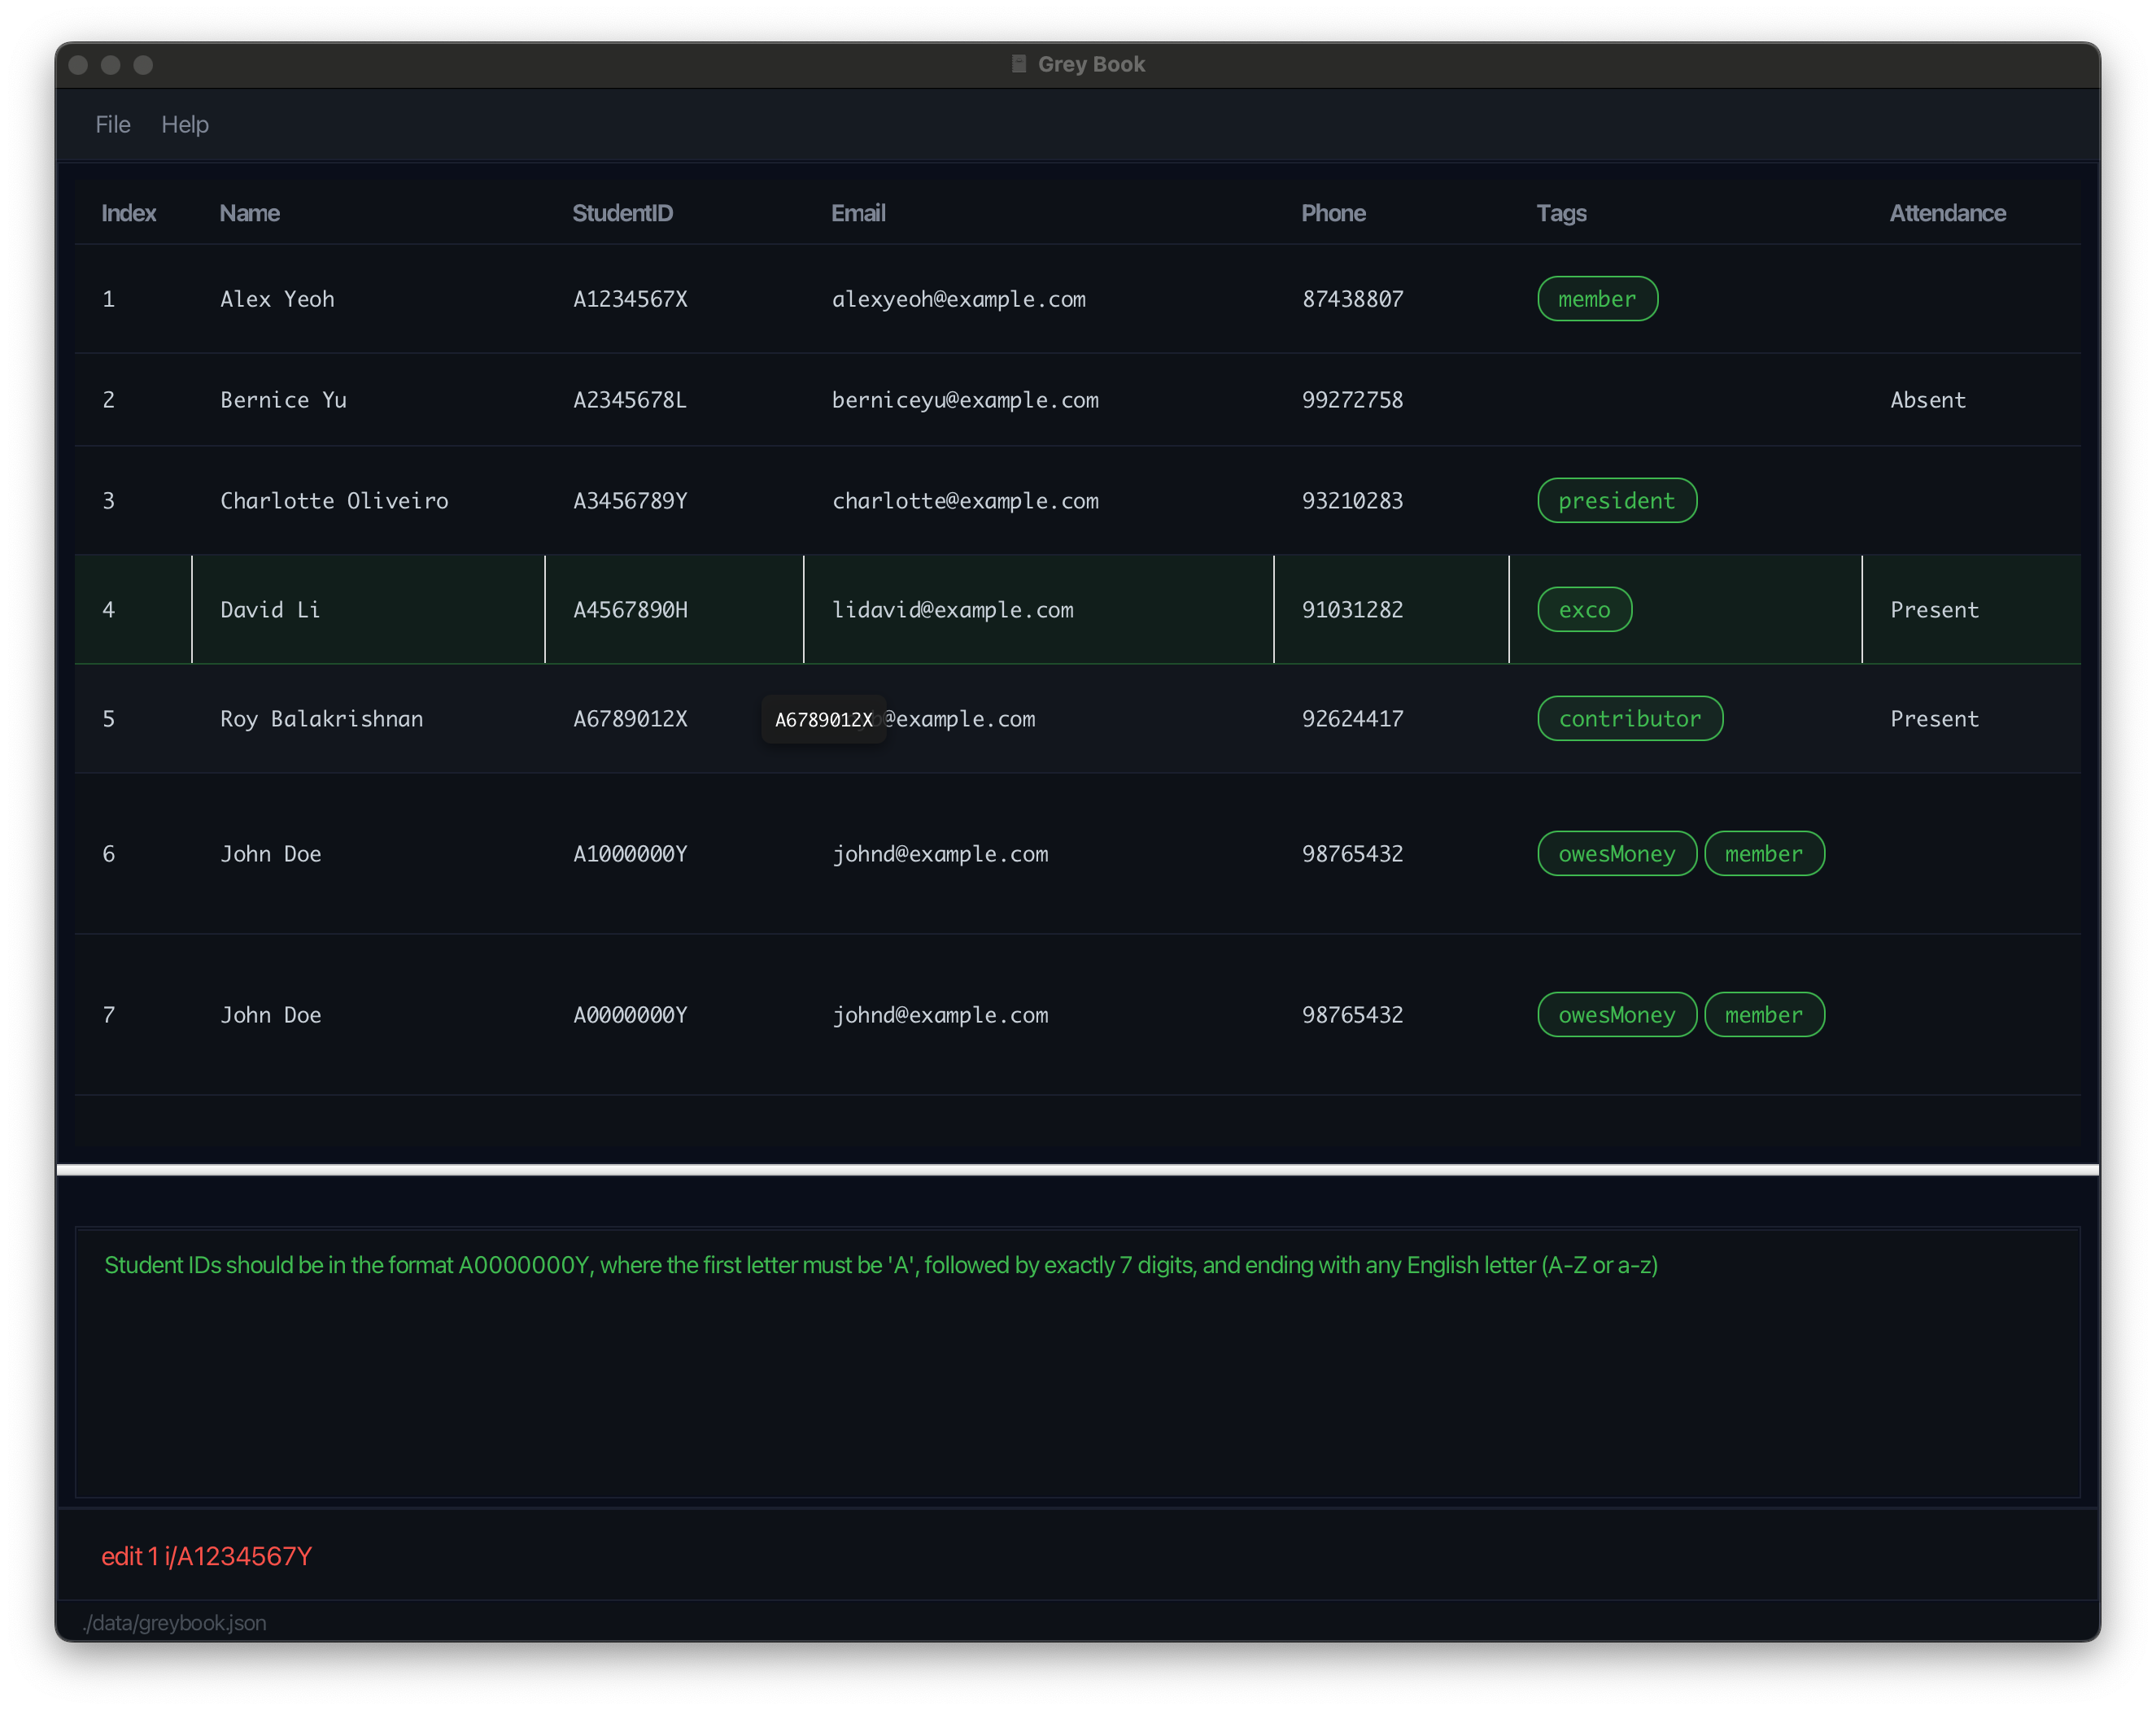 Grey Book
File Help
Index Name StudentID Email Phone Tags Attendance
1 Alex Yeoh A1234567X alexyeoh@example.com 87438807 member
2 Bernice Yu A2345678L berniceyu@example.com 99272758 Absent
3 Charlotte Oliveiro A3456789Y charlotte@example.com 93210283 president
4 David Li A4567890H lidavid@example.com 91031282 exco Present
5 Roy Balakrishnan A6789012X A6789012X @example.com 92624417 contributor Present
6 John Doe A1000000Y johnd@example.com 98765432 owesMoney member
7 John Doe A0000000Y johnd@example.com 98765432 owesMoney member
Student IDs should be in the format A0000000Y, where the first letter must be 'A', followed by exactly 7 digits, and ending with any English letter (A-Z or a-z)
edit 1 i/A1234567Y
./data/greybook.json